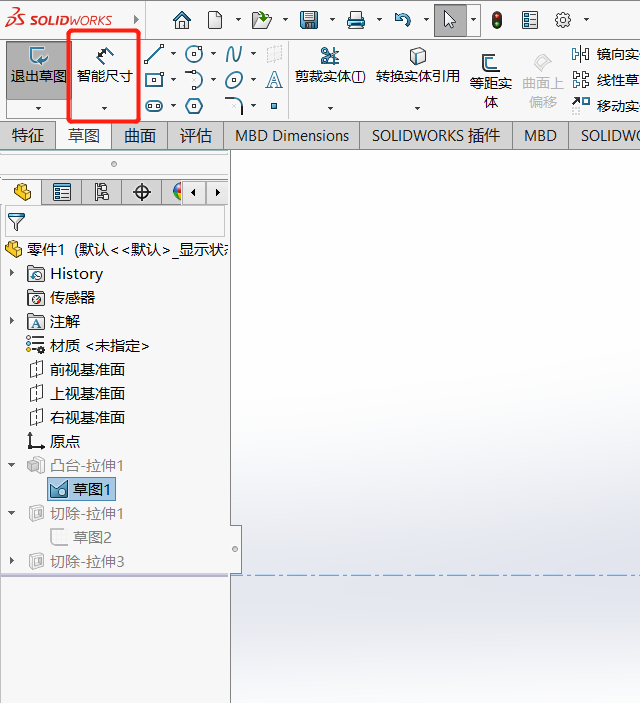 SOLIDWORKS
退出草图
智能尺寸
剪裁实体(T)
转换实体引用
等距实体
曲面上偏移
镜向实
线性草
移动实
特征 草图 曲面 评估 MBD Dimensions SOLIDWORKS 插件 MBD SOLIDWO
零件1 (默认<<默认>_显示状
History
传感器
注解
材质 <未指定>
前视基准面
上视基准面
右视基准面
原点
凸台-拉伸1
草图1
切除-拉伸1
草图2
切除-拉伸3